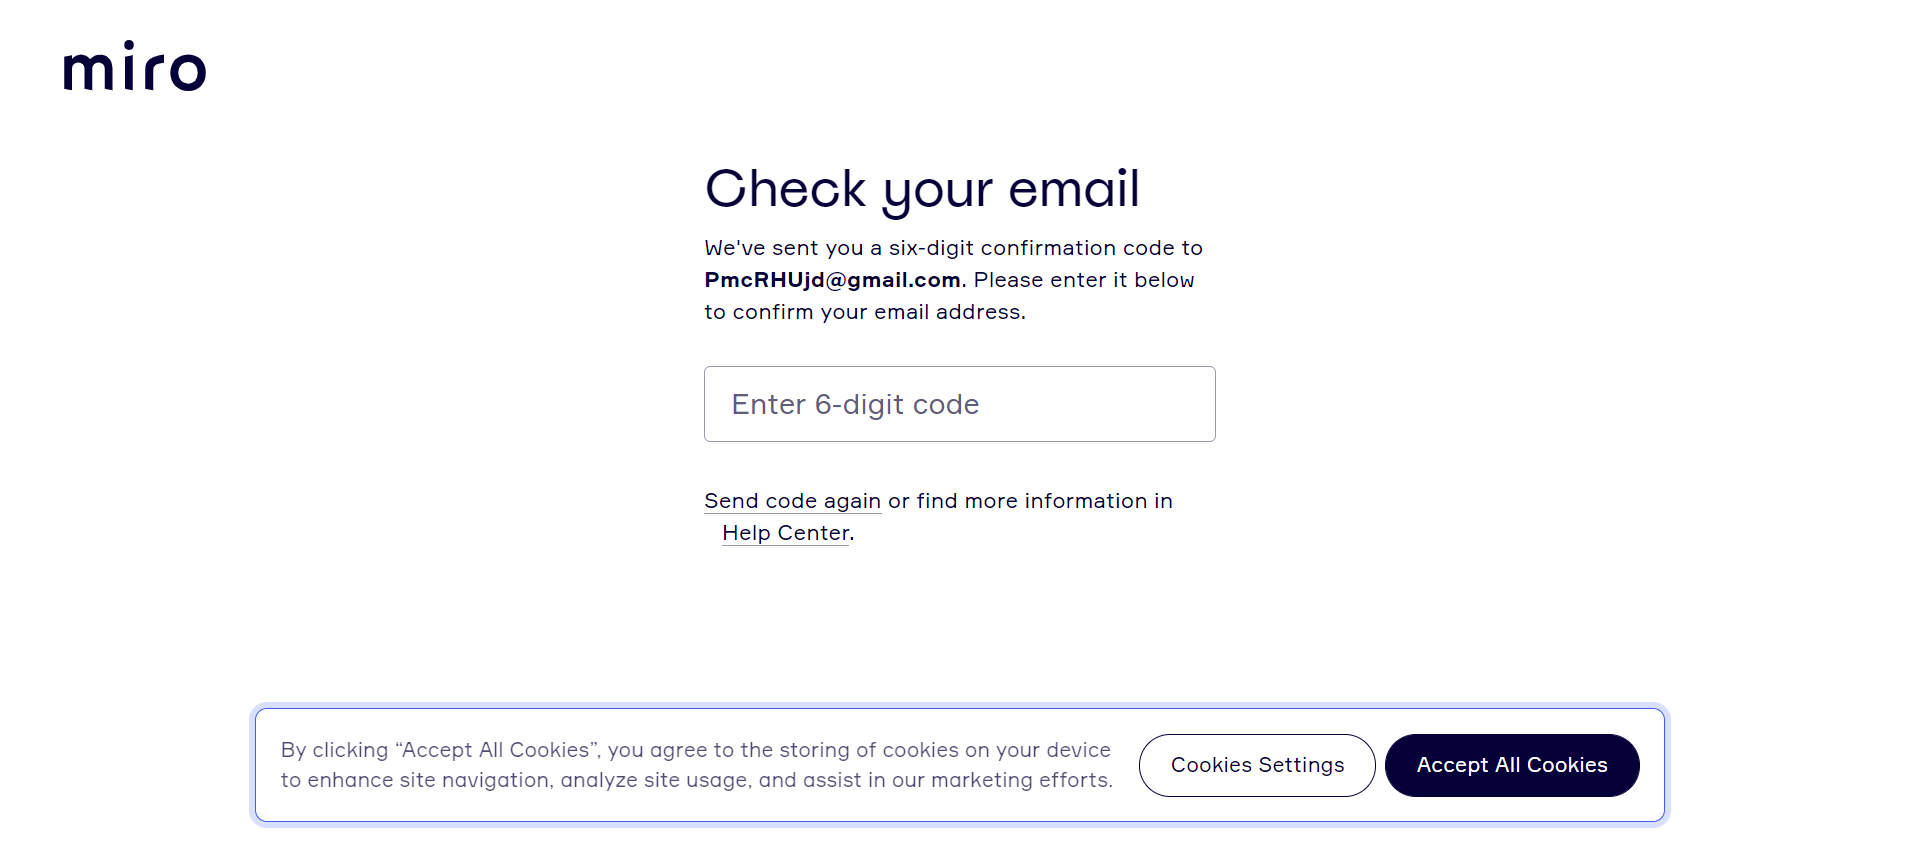 miro
Check your email
We've sent you a six-digit confirmation code to
PmcRHUjd@gmail.com. Please enter it below
to confirm your email address.
Enter 6-digit code
Send code again or find more information in
Help Center.
By clicking “Accept All Cookies”, you agree to the storing of cookies on your device
to enhance site navigation, analyze site usage, and assist in our marketing efforts.
Cookies Settings
Accept All Cookies